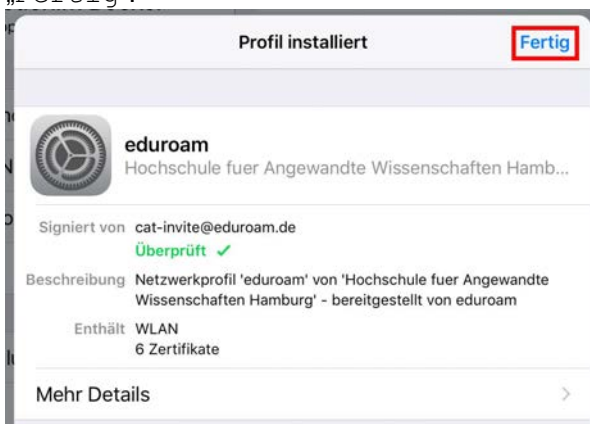 „Fertig“.
Profil installiert
Fertig
eduroam
Hochschule fuer Angewandte Wissenschaften Hamb...
Signiert von cat-invite@eduroam.de
Überprüft ✓
Beschreibung Netzwerkprofil 'eduroam' von 'Hochschule fuer Angewandte
Wissenschaften Hamburg' - bereitgestellt von eduroam
Enthält WLAN
6 Zertifikate
Mehr Details